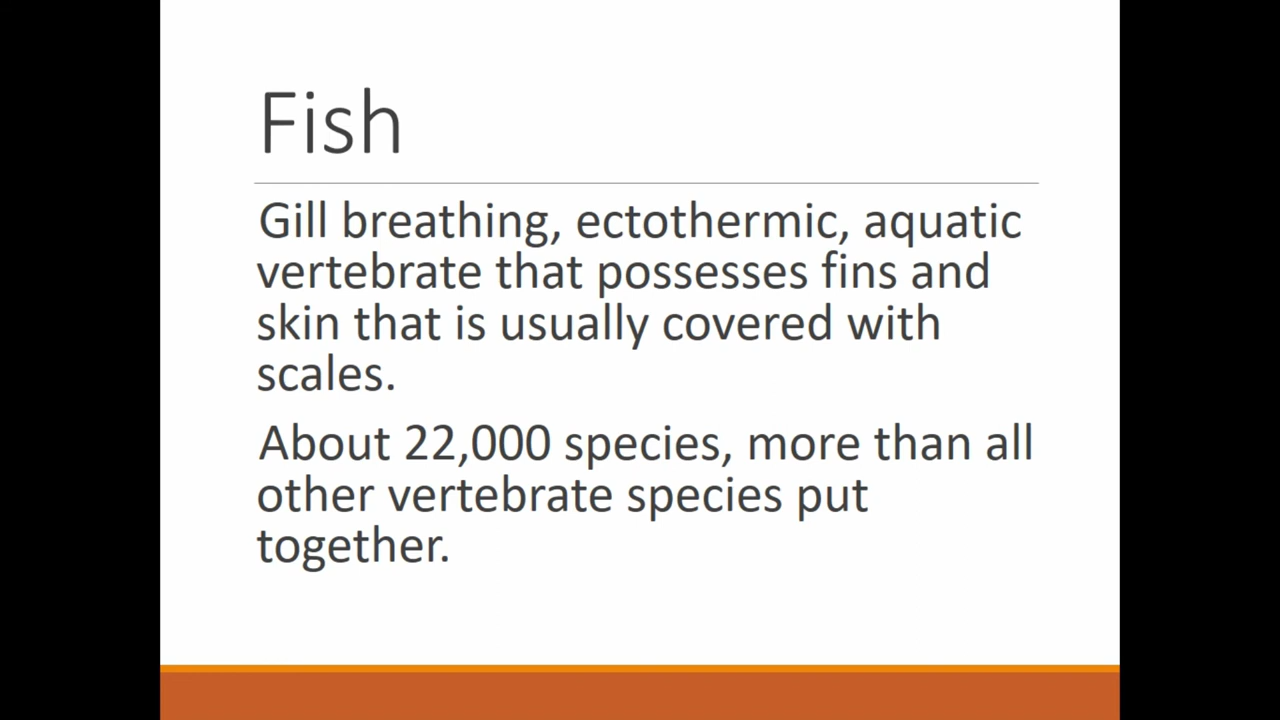 Fish
Gill breathing, ectothermic, aquatic
vertebrate that possesses fins and
skin that is usually covered with
scales.
About 22,000 species, more than all
other vertebrate species put
together.